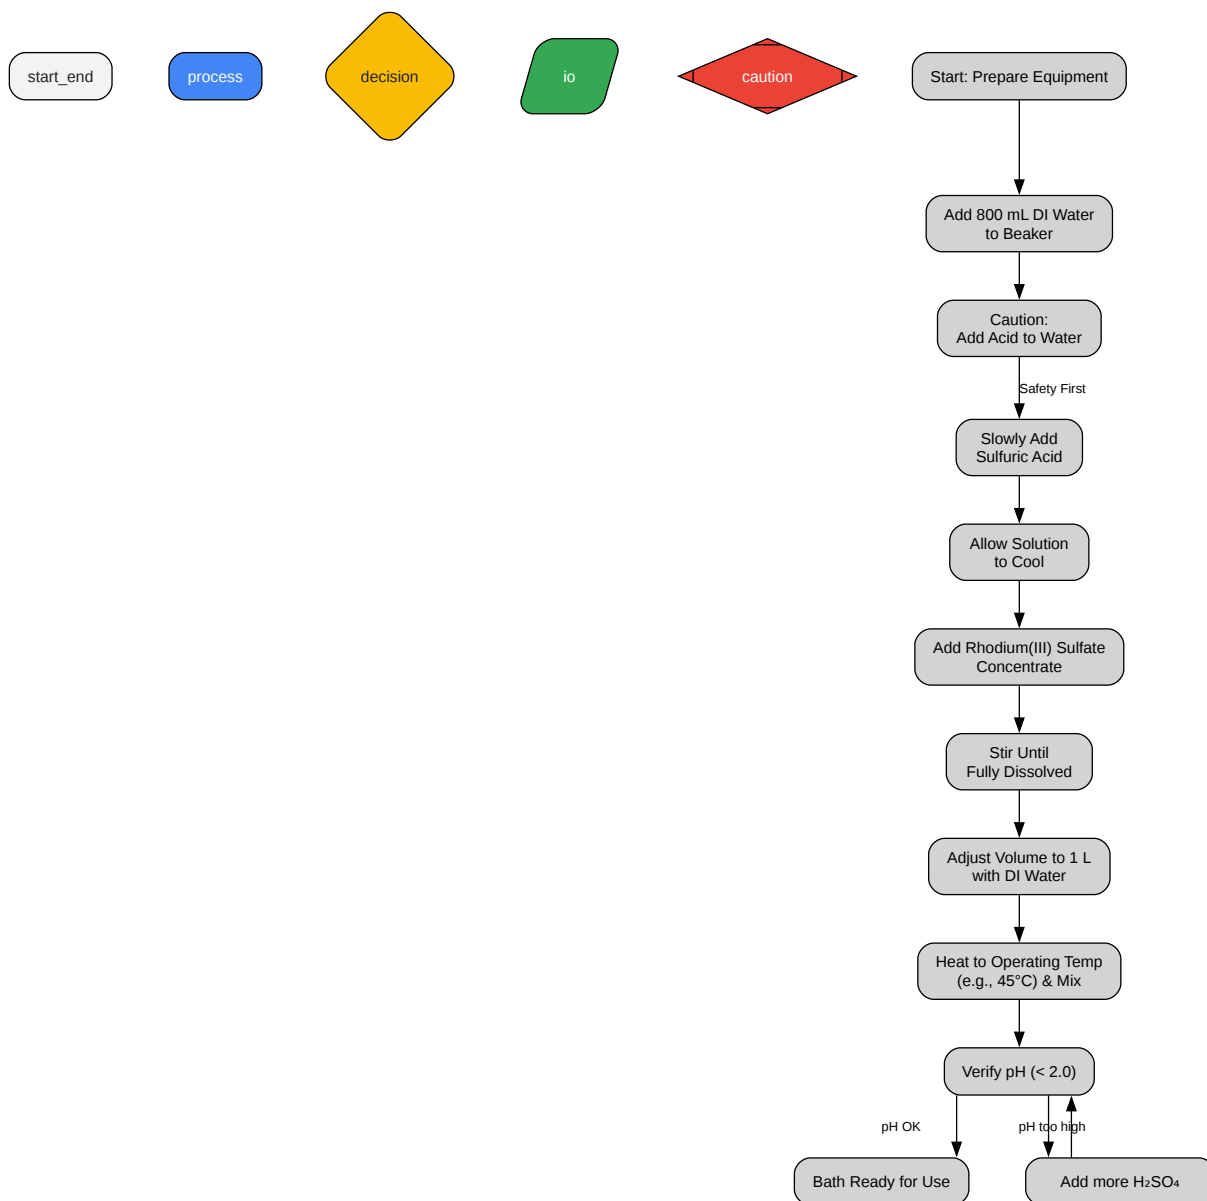 start_end
process
decision
io
caution
Start: Prepare Equipment
Add 800 mL DI Water
to Beaker
Caution:
Add Acid to Water
Safety First
Slowly Add
Sulfuric Acid
Allow Solution
to Cool
Add Rhodium(III) Sulfate
Concentrate
Stir Until
Fully Dissolved
Adjust Volume to 1 L
with DI Water
Heat to Operating Temp
(e.g., 45°C) & Mix
Verify pH (< 2.0)
pH OK
pH too high
Bath Ready for Use
Add more H₂SO₄